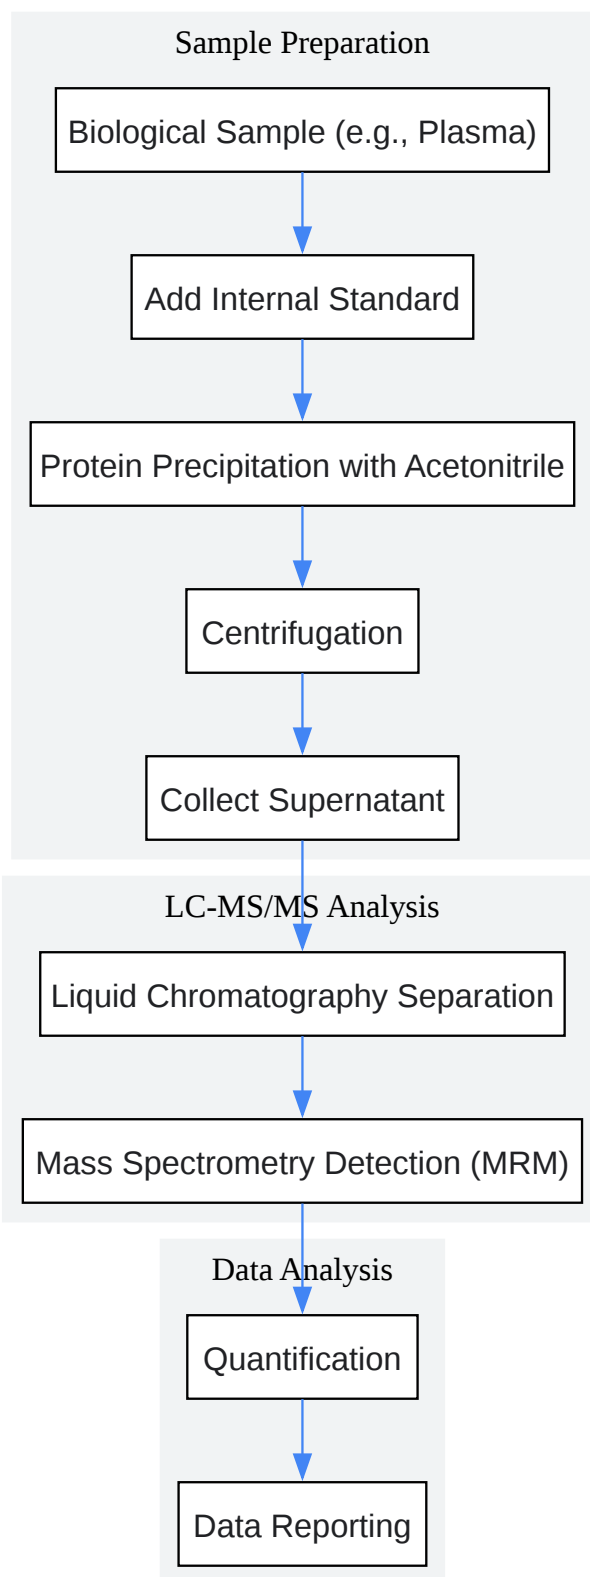 Sample Preparation
Biological Sample (e.g., Plasma)
Add Internal Standard
Protein Precipitation with Acetonitrile
Centrifugation
Collect Supernatant
LC-MS/MS Analysis
Liquid Chromatography Separation
Mass Spectrometry Detection (MRM)
Data Analysis
Quantification
Data Reporting